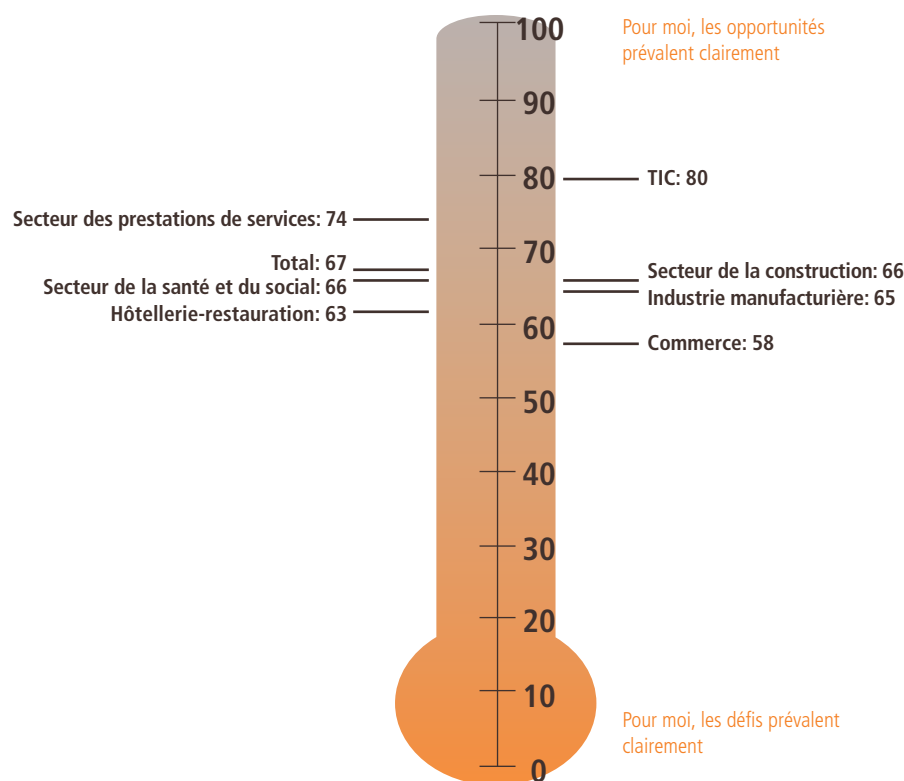 100
Pour moi, les opportunités
prévalent clairement
90
80
TIC: 80
Secteur des prestations de services: 74
70
Total: 67
Secteur de la construction: 66
Secteur de la santé et du social: 66
Industrie manufacturière: 65
Hôtellerie-restauration: 63
60
Commerce: 58
50
40
30
20
10
Pour moi, les défis prévalent
clairement
0